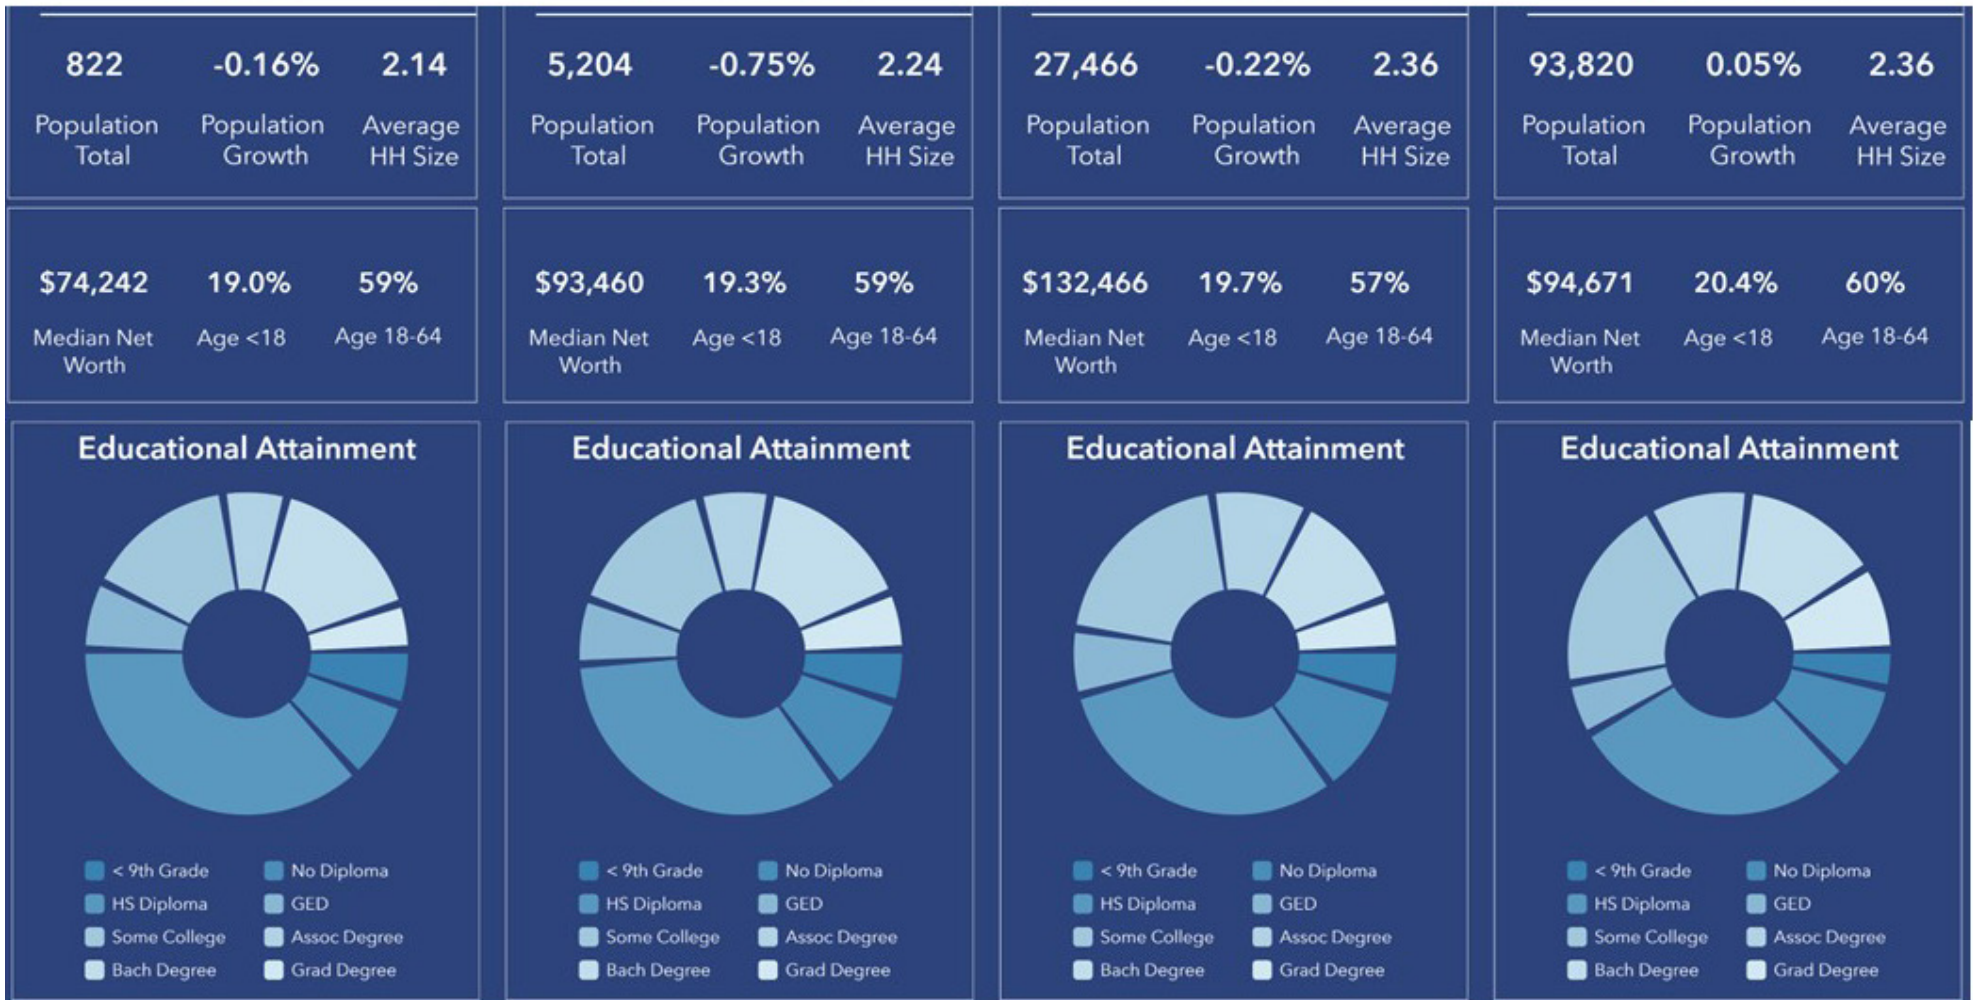 822 -0.16% 2.14
Population Population Average
Total Growth HH Size
5,204 -0.75% 2.24
Population Population Average
Total Growth HH Size
27,466 -0.22% 2.36
Population Population Average
Total Growth HH Size
93,820 0.05% 2.36
Population Population Average
Total Growth HH Size
$74,242 19.0% 59%
Median Net Age <18 Age 18-64
Worth
$93,460 19.3% 59%
Median Net Age <18 Age 18-64
Worth
$132,466 19.7% 57%
Median Net Age <18 Age 18-64
Worth
$94,671 20.4% 60%
Median Net Age <18 Age 18-64
Worth
Educational Attainment
< 9th Grade No Diploma
HS Diploma GED
Some College Assoc Degree
Bach Degree Grad Degree
Educational Attainment
< 9th Grade No Diploma
HS Diploma GED
Some College Assoc Degree
Bach Degree Grad Degree
Educational Attainment
< 9th Grade No Diploma
HS Diploma GED
Some College Assoc Degree
Bach Degree Grad Degree
Educational Attainment
< 9th Grade No Diploma
HS Diploma GED
Some College Assoc Degree
Bach Degree Grad Degree